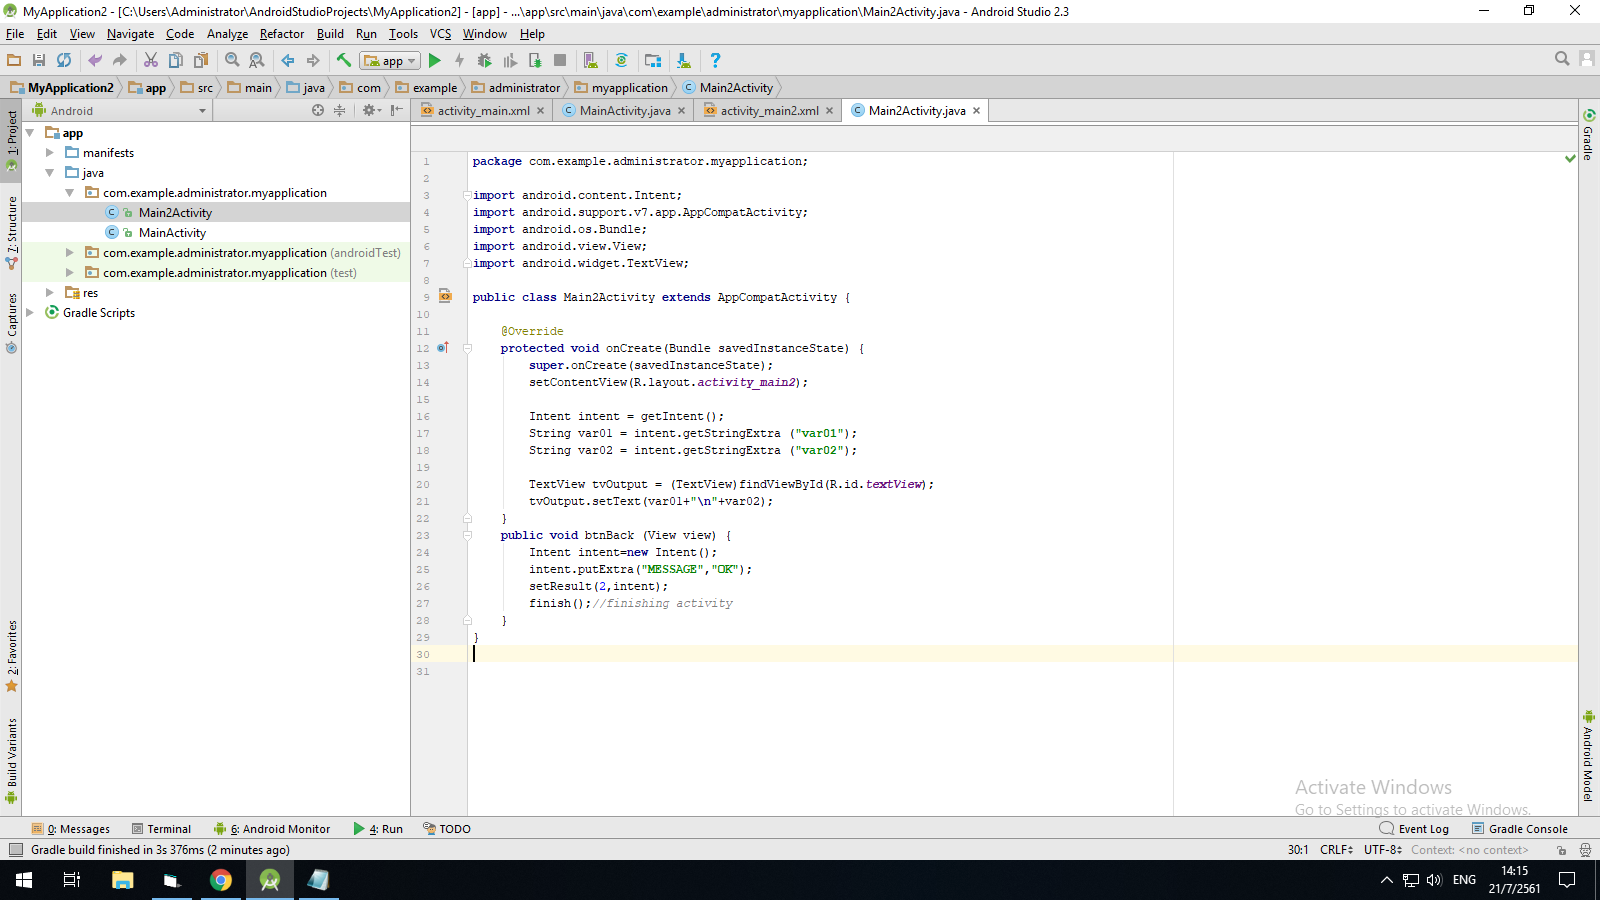 MyApplication2 - [C:\Users\Administrator\AndroidStudioProjects\MyApplication2] - [app] - ...\app\src\main\java\com\example\administrator\myapplication\Main2Activity.java - Android Studio 2.3
File Edit View Navigate Code Analyze Refactor Build Run Tools VCS Window Help
app
MyApplication2 app src main java com example administrator myapplication Main2Activity
Android
activity_main.xml MainActivity.java activity_main2.xml Main2Activity.java
1: Project
7: Structure
Captures
2: Favorites
Build Variants
app
manifests
java
com.example.administrator.myapplication
Main2Activity
MainActivity
com.example.administrator.myapplication (androidTest)
com.example.administrator.myapplication (test)
res
Gradle Scripts
1 package com.example.administrator.myapplication;
2
3 import android.content.Intent;
4 import android.support.v7.app.AppCompatActivity;
5 import android.os.Bundle;
6 import android.view.View;
7 import android.widget.TextView;
8
9 public class Main2Activity extends AppCompatActivity {
10
11 @Override
12 protected void onCreate(Bundle savedInstanceState) {
13 super.onCreate(savedInstanceState);
14 setContentView(R.layout.activity_main2);
15
16 Intent intent = getIntent();
17 String var01 = intent.getStringExtra ("var01");
18 String var02 = intent.getStringExtra ("var02");
19
20 TextView tvOutput = (TextView)findViewById(R.id.textView);
21 tvOutput.setText(var01+"\n"+var02);
22 }
23 public void btnBack (View view) {
24 Intent intent=new Intent();
25 intent.putExtra("MESSAGE","OK");
26 setResult(2,intent);
27 finish();//finishing activity
28 }
29 }
30
31
Gradle
Android Model
Activate Windows
Go to Settings to activate Windows.
0: Messages Terminal 6: Android Monitor 4: Run TODO Event Log Gradle Console
Gradle build finished in 3s 376ms (2 minutes ago) 30:1 CRLF UTF-8 Context: <no context>
ENG
14:15
21/7/2561